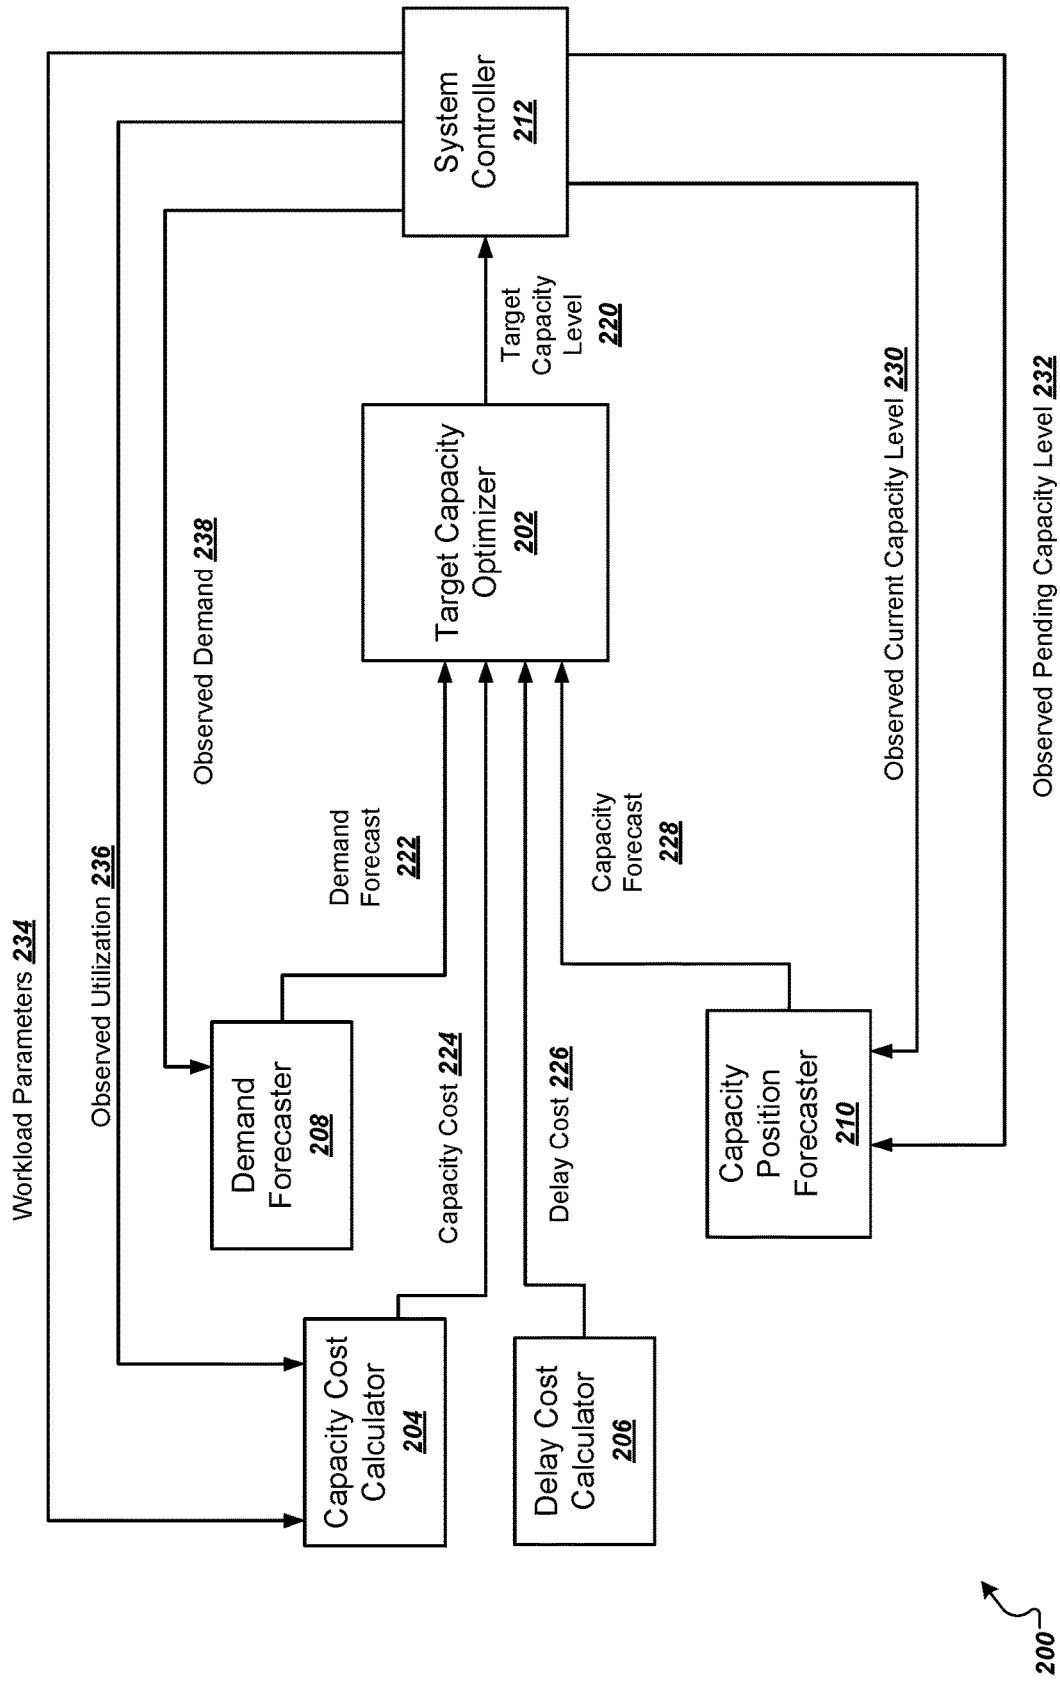 Workload Parameters 234
Observed Utilization 236
Observed Demand 238
Capacity Cost
Calculator
204
Demand
Forecaster
208
Demand
Forecast
222
Capacity Cost 224
Target Capacity
Optimizer
202
Target
Capacity
Level
220
System
Controller
212
Delay Cost
Calculator
206
Delay Cost 226
Capacity
Forecast
228
Capacity
Position
Forecaster
210
Observed Current Capacity Level 230
Observed Pending Capacity Level 232
200